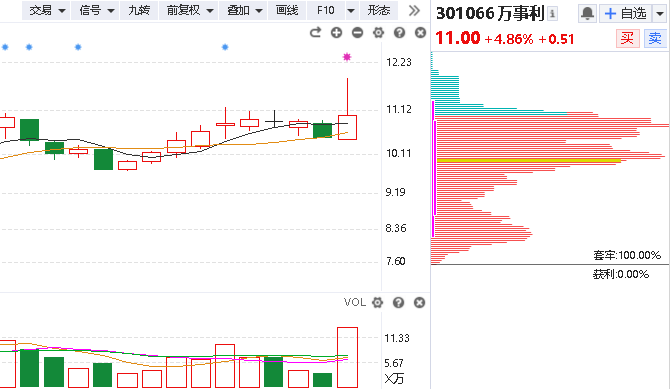 交易 信号 九转 前复权 叠加 画线 F10 形态
301066 万事利 自选
11.00 +4.86% +0.51 买 卖
12.23
11.12
10.11
9.19
8.36
7.60
套牢:100.00%
获利:0.00%
VOL
11.33
5.67
X万